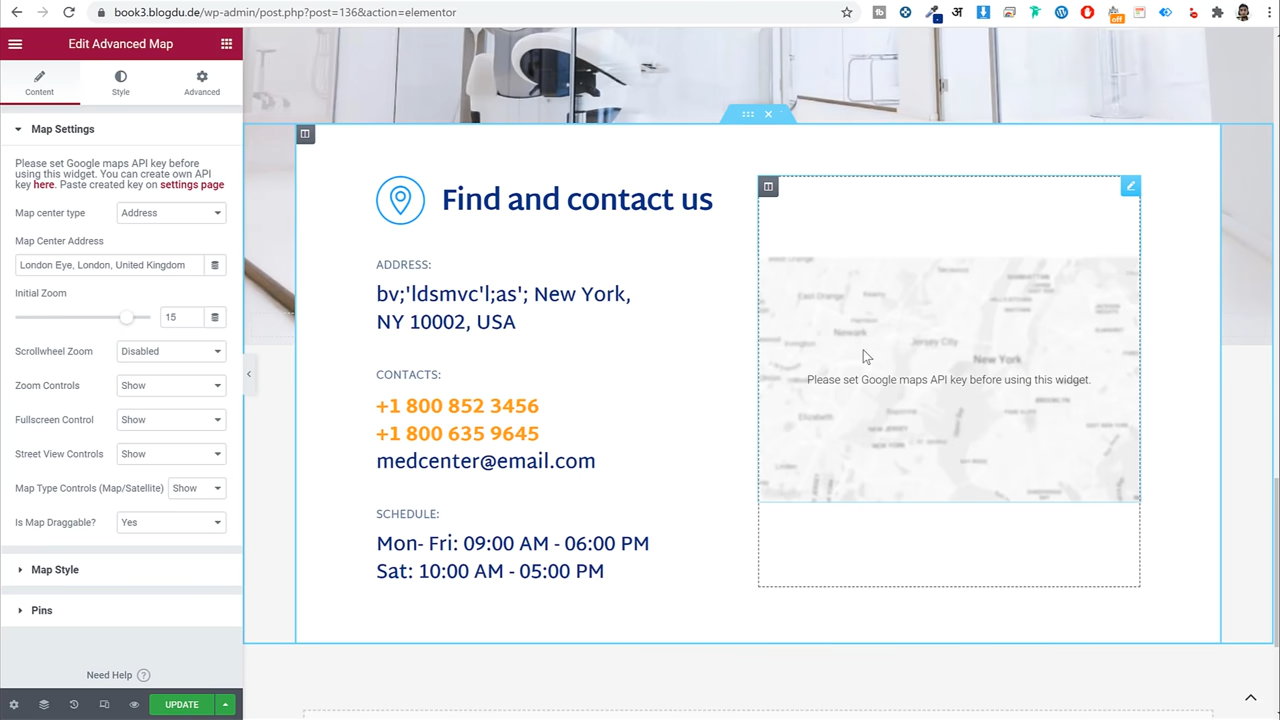 book3.blogdu.de/wp-admin/post.php?post=136&action=elementor
off
Edit Advanced Map
Content
Style
Advanced
Map Settings
Please set Google maps API key before
using this widget. You can create own API
key here. Paste created key on settings page
Map center type
Address
Map Center Address
London Eye, London, United Kingdom
Initial Zoom
15
Scrollwheel Zoom
Disabled
Zoom Controls
Show
Fullscreen Control
Show
Street View Controls
Show
Map Type Controls (Map/Satellite)
Show
Is Map Draggable?
Yes
Map Style
Pins
Need Help
UPDATE
Find and contact us
ADDRESS:
bv;'ldsmvc'l;as'; New York,
NY 10002, USA
CONTACTS:
+1 800 852 3456
+1 800 635 9645
medcenter@email.com
SCHEDULE:
Mon- Fri: 09:00 AM - 06:00 PM
Sat: 10:00 AM - 05:00 PM
East Orange
Newark
Jersey City
New York
Please set Google maps API key before using this widget.
Elizabeth